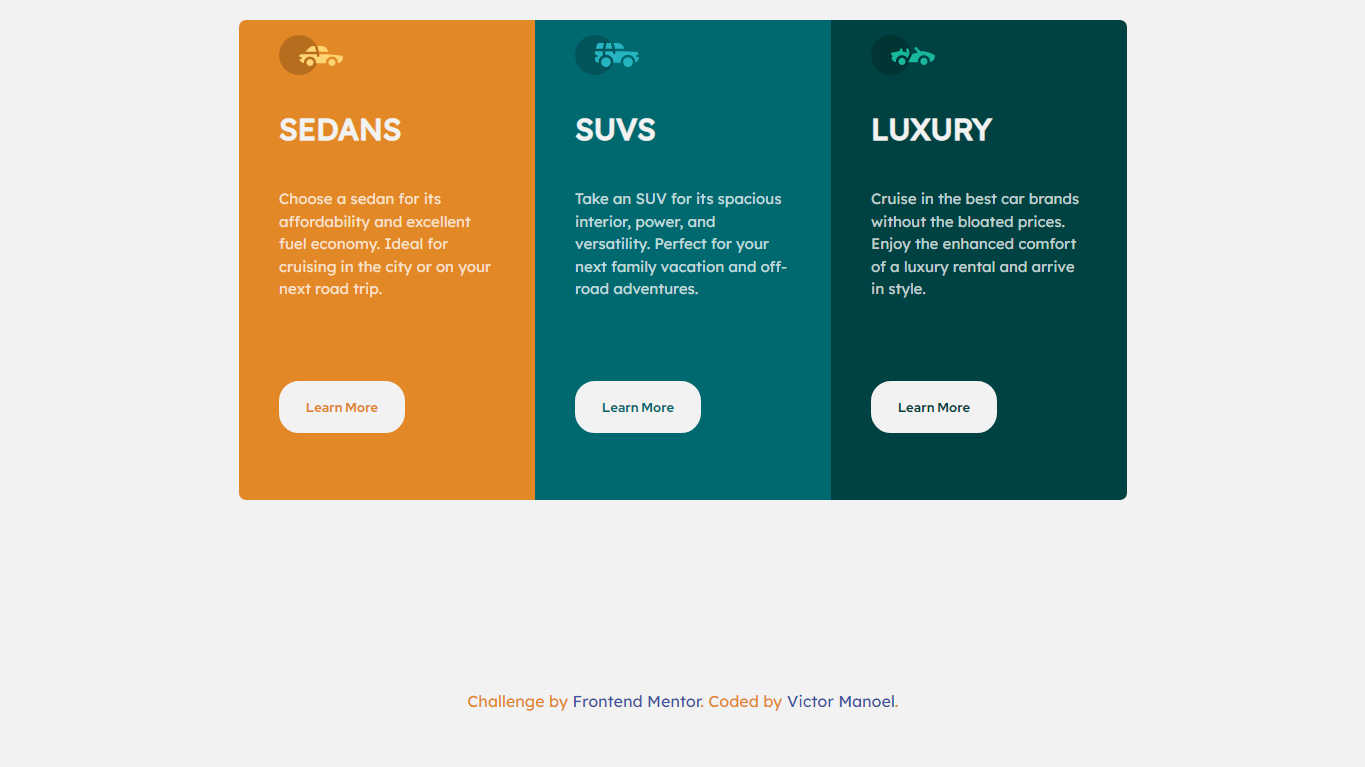 SEDANS
Choose a sedan for its
affordability and excellent
fuel economy. Ideal for
cruising in the city or on your
next road trip.
Learn More
SUVS
Take an SUV for its spacious
interior, power, and
versatility. Perfect for your
next family vacation and off-
road adventures.
Learn More
LUXURY
Cruise in the best car brands
without the bloated prices.
Enjoy the enhanced comfort
of a luxury rental and arrive
in style.
Learn More
Challenge by Frontend Mentor. Coded by Victor Manoel.